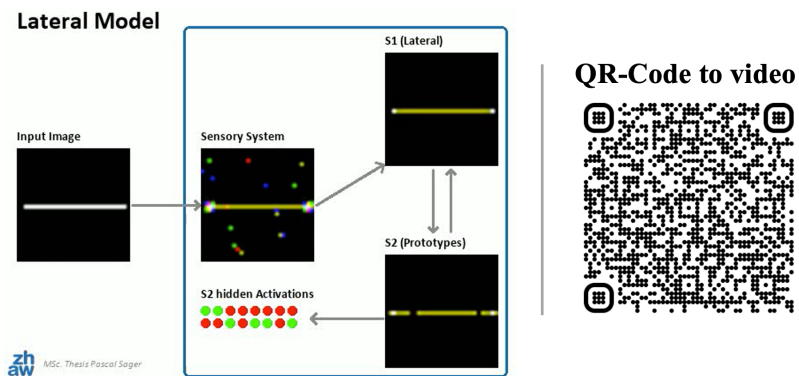 Lateral Model
S1 (Lateral)
QR-Code to video
Input Image
Sensory System
S2 (Prototypes)
S2 hidden Activations
zh
aw
MSc. Thesis Pascal Sager